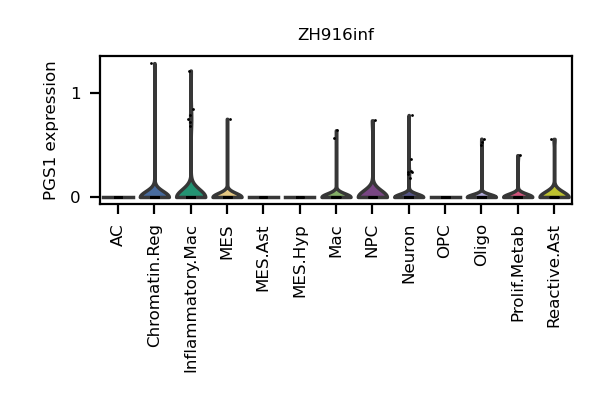 ZH916inf
PGS1 expression
1
0
AC
Chromatin.Reg
Inflammatory.Mac
MES
MES.Ast
MES.Hyp
Mac
NPC
Neuron
OPC
Oligo
Prolif.Metab
Reactive.Ast